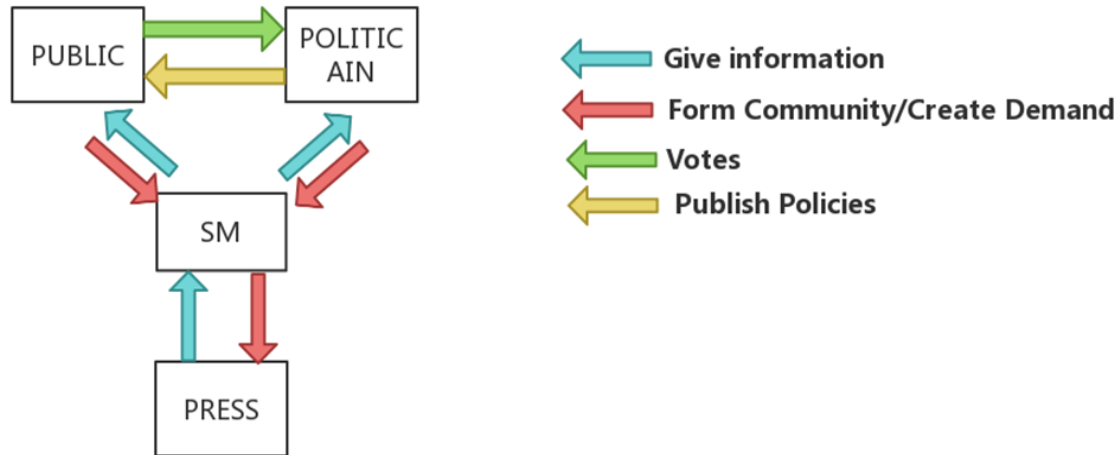 PUBLIC
POLITIC
AIN
SM
PRESS
Give information
Form Community/Create Demand
Votes
Publish Policies